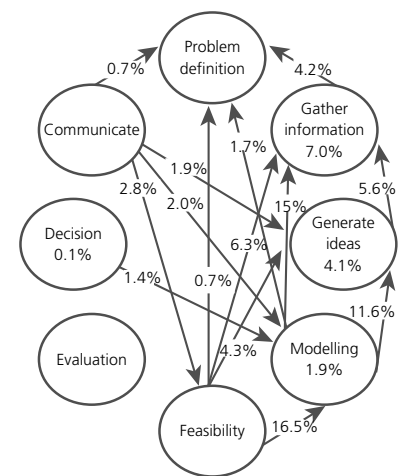 Problem
definition
0.7%
4.2%
Communicate
Gather
information
7.0%
1.9%
1.7%
2.8%
2.0%
15%
5.6%
Decision
0.1%
6.3%
Generate
ideas
4.1%
1.4%
0.7%
11.6%
4.3%
Evaluation
Modelling
1.9%
Feasibility
16.5%